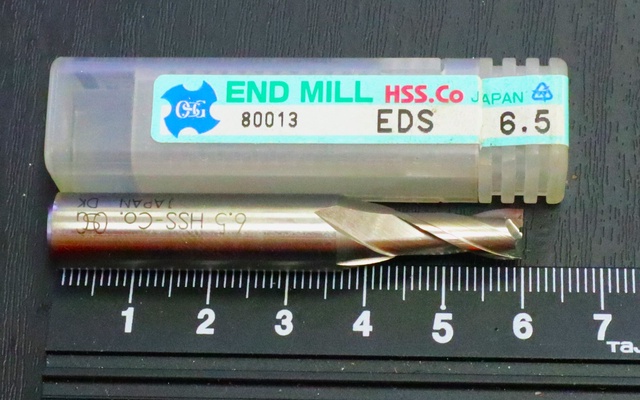 OSG END MILL HSS.Co JAPAN
80013 EDS 6.5
6.5 HSS-Co. OSG
JAPAN DK
1 2 3 4 5 6 7